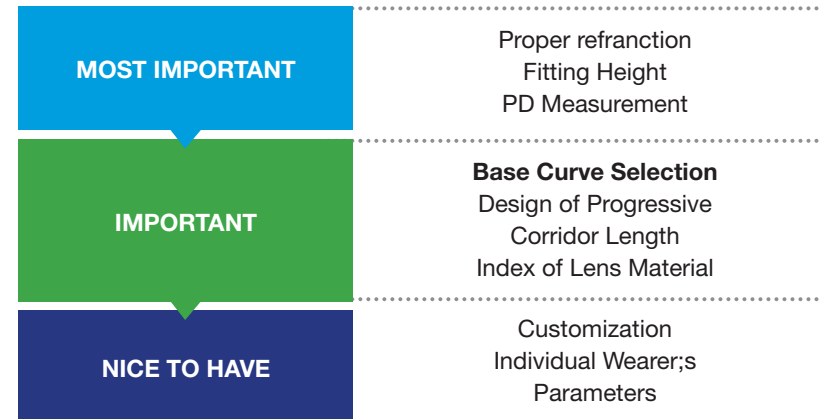 MOST IMPORTANT
Proper refranction
Fitting Height
PD Measurement
IMPORTANT
Base Curve Selection
Design of Progressive
Corridor Length
Index of Lens Material
NICE TO HAVE
Customization
Individual Wearer;s
Parameters